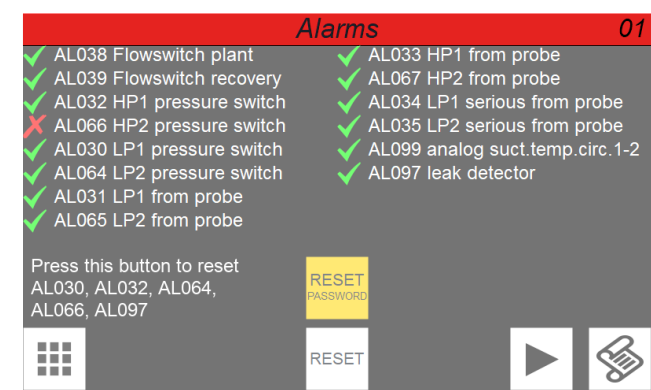 Alarms 01
AL038 Flowswitch plant
AL039 Flowswitch recovery
AL032 HP1 pressure switch
AL066 HP2 pressure switch
AL030 LP1 pressure switch
AL064 LP2 pressure switch
AL031 LP1 from probe
AL065 LP2 from probe
AL033 HP1 from probe
AL067 HP2 from probe
AL034 LP1 serious from probe
AL035 LP2 serious from probe
AL099 analog suct.temp.circ.1-2
AL097 leak detector
Press this button to reset
AL030, AL032, AL064,
AL066, AL097
RESET
PASSWORD
RESET